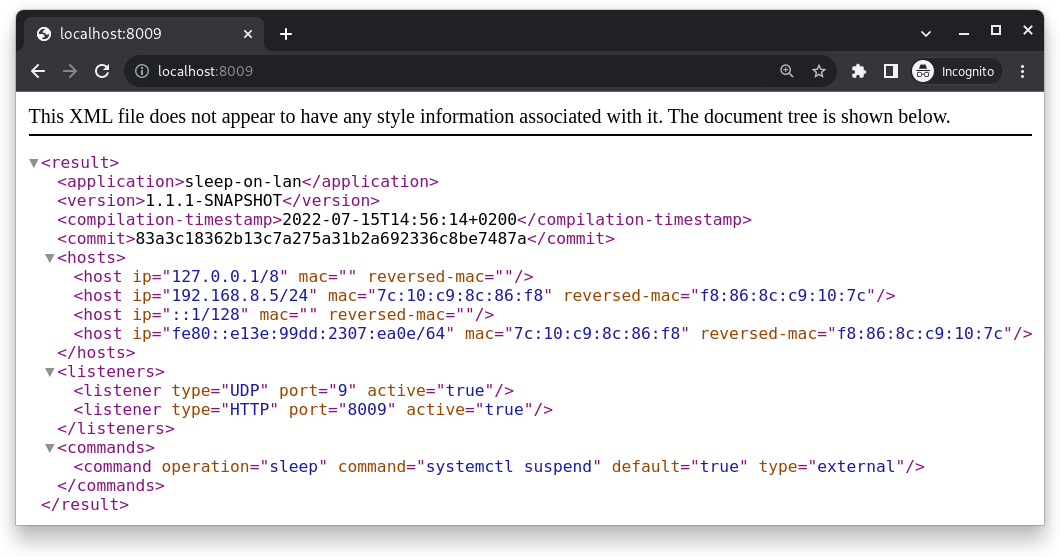 localhost:8009
localhost:8009
Incognito
This XML file does not appear to have any style information associated with it. The document tree is shown below.
<result>
<application>sleep-on-lan</application>
<version>1.1.1-SNAPSHOT</version>
<compilation-timestamp>2022-07-15T14:56:14+0200</compilation-timestamp>
<commit>83a3c18362b13c7a275a31b2a692336c8be7487a</commit>
<hosts>
<host ip="127.0.0.1/8" mac="" reversed-mac=""/>
<host ip="192.168.8.5/24" mac="7c:10:c9:8c:86:f8" reversed-mac="f8:86:8c:c9:10:7c"/>
<host ip="::1/128" mac="" reversed-mac=""/>
<host ip="fe80::e13e:99dd:2307:ea0e/64" mac="7c:10:c9:8c:86:f8" reversed-mac="f8:86:8c:c9:10:7c"/>
</hosts>
<listeners>
<listener type="UDP" port="9" active="true"/>
<listener type="HTTP" port="8009" active="true"/>
</listeners>
<commands>
<command operation="sleep" command="systemctl suspend" default="true" type="external"/>
</commands>
</result>